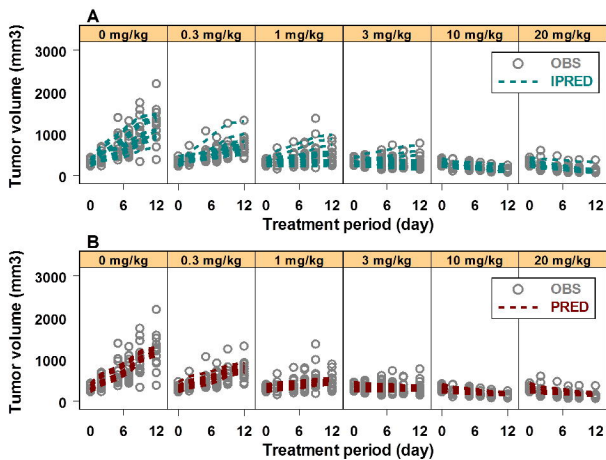 A
0 mg/kg 0.3 mg/kg 1 mg/kg 3 mg/kg 10 mg/kg 20 mg/kg
Tumor volume (mm3)
3000
2000
1000
0
OBS
IPRED
0 6 12 0 6 12 0 6 12 0 6 12 0 6 12 0 6 12
Treatment period (day)
B
0 mg/kg 0.3 mg/kg 1 mg/kg 3 mg/kg 10 mg/kg 20 mg/kg
Tumor volume (mm3)
3000
2000
1000
0
OBS
PRED
0 6 12 0 6 12 0 6 12 0 6 12 0 6 12 0 6 12
Treatment period (day)